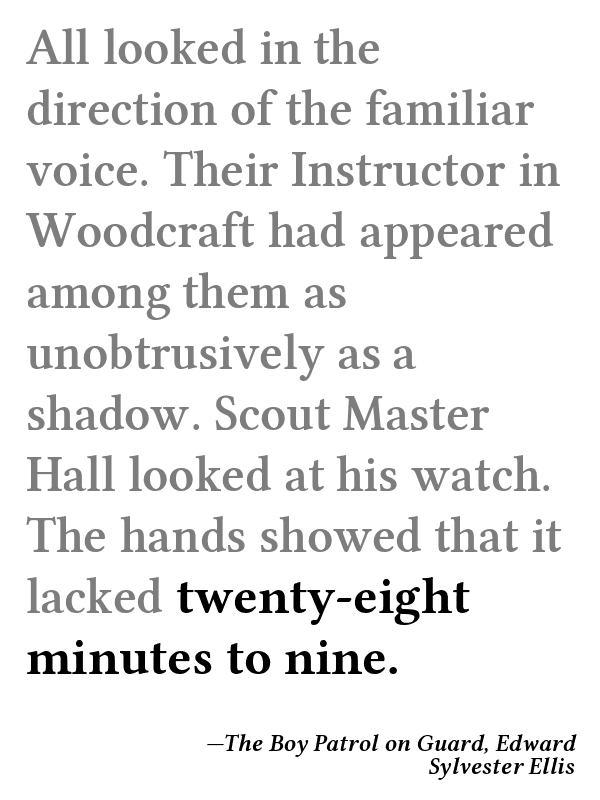 All looked in the
direction of the familiar
voice. Their Instructor in
Woodcraft had appeared
among them as
unobtrusively as a
shadow. Scout Master
Hall looked at his watch.
The hands showed that it
lacked twenty-eight
minutes to nine.
—The Boy Patrol on Guard, Edward
Sylvester Ellis